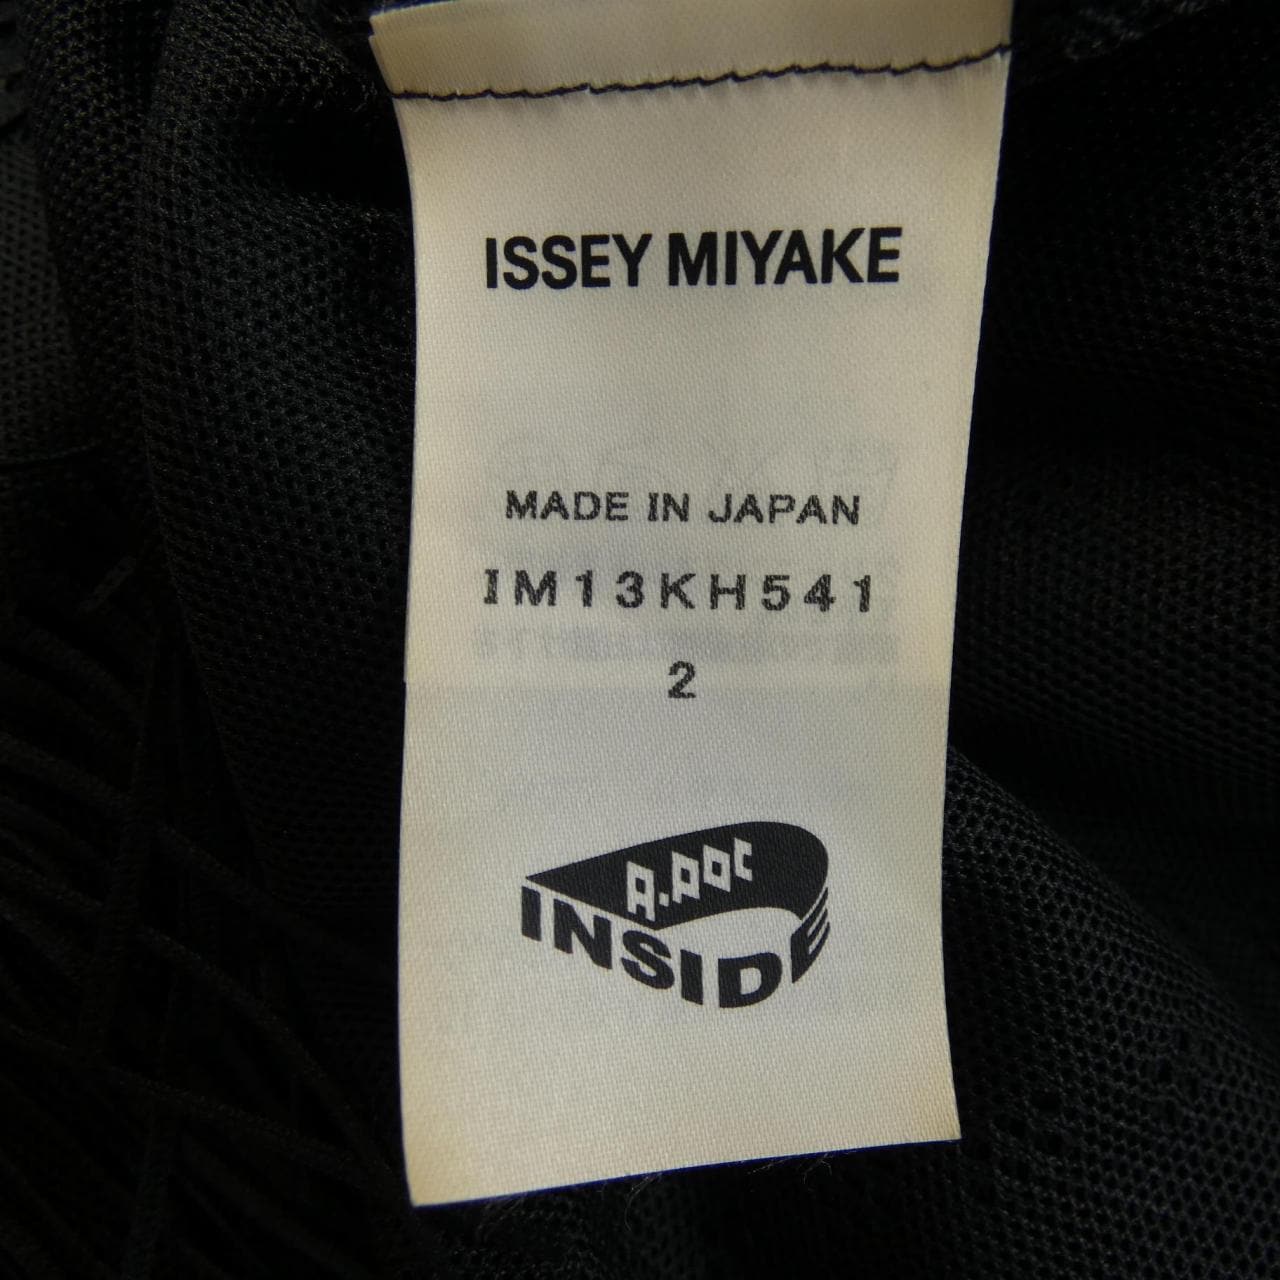 ISSEY MIYAKE
MADE IN JAPAN
IM13KH541
2
A.POC
INSIDE